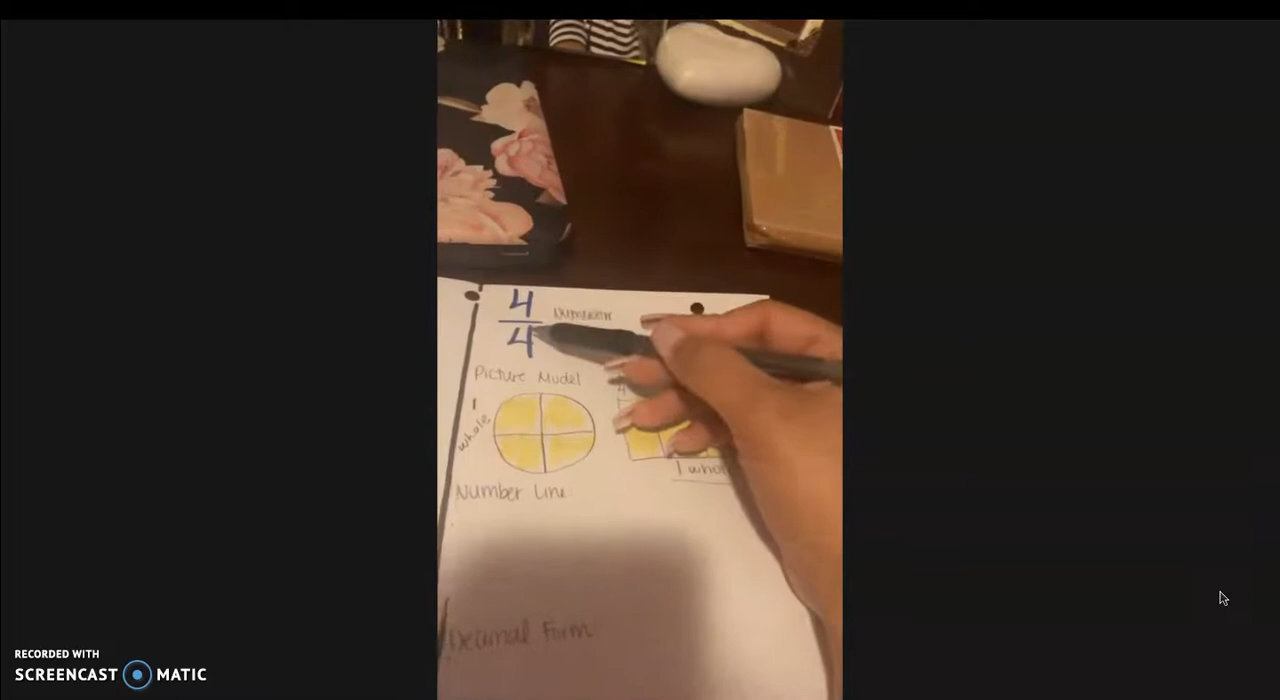 4
4
Picture Model
1
whole
1 whole
Number Line
Decimal Form
RECORDED WITH
SCREENCAST MATIC